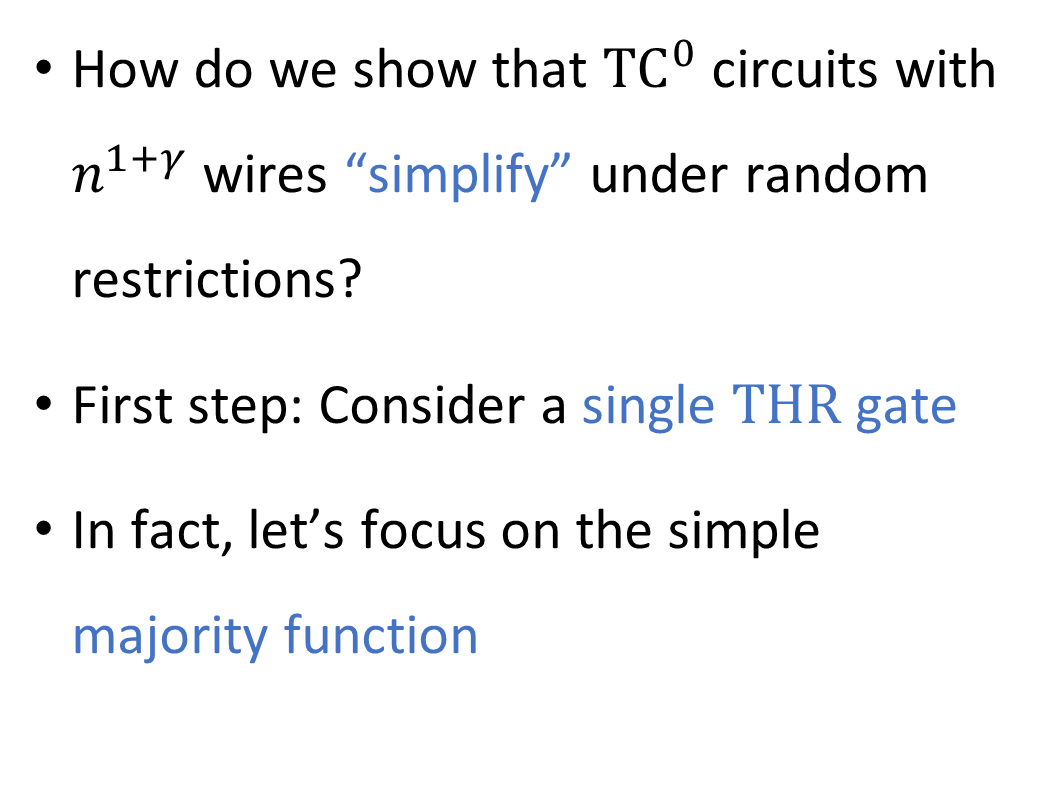 • How do we show that TC⁰ circuits with
n¹⁺ᵞ wires “simplify” under random
restrictions?
• First step: Consider a single THR gate
• In fact, let’s focus on the simple
majority function